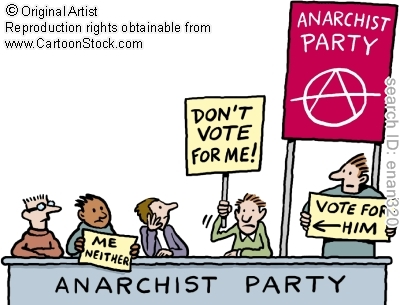 © Original Artist
Reproduction rights obtainable from
www.CartoonStock.com
ANARCHIST
PARTY
DON'T
VOTE
FOR ME!
VOTE FOR
←HIM
ME
NEITHER
ANARCHIST PARTY
search ID: enan320